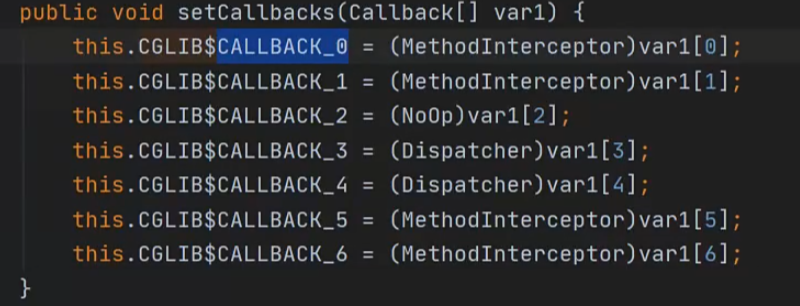 public void setCallbacks(Callback[] var1) {
    this.CGLIB$CALLBACK_0 = (MethodInterceptor)var1[0];
    this.CGLIB$CALLBACK_1 = (MethodInterceptor)var1[1];
    this.CGLIB$CALLBACK_2 = (NoOp)var1[2];
    this.CGLIB$CALLBACK_3 = (Dispatcher)var1[3];
    this.CGLIB$CALLBACK_4 = (Dispatcher)var1[4];
    this.CGLIB$CALLBACK_5 = (MethodInterceptor)var1[5];
    this.CGLIB$CALLBACK_6 = (MethodInterceptor)var1[6];
}